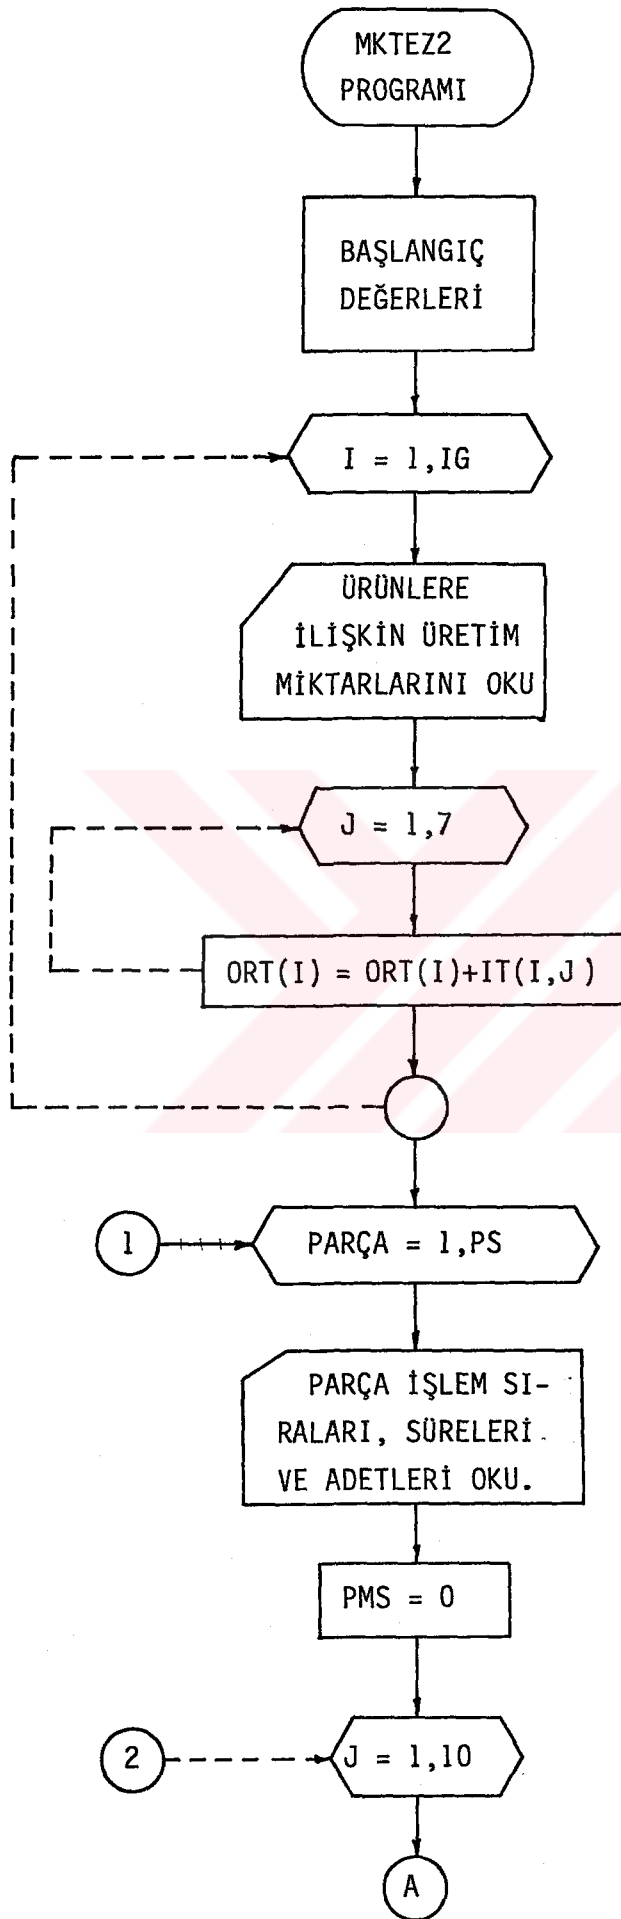 MKTEZ2
PROGRAMI
BAŞLANGIÇ
DEĞERLERİ
I = 1,IG
ÜRÜNLERE
İLİŞKİN ÜRETİM
MİKTARLARINI OKU
J = 1,7
ORT(I) = ORT(I)+IT(I,J)
1
PARÇA = 1,PS
PARÇA İŞLEM SI-
RALARI, SÜRELERİ
VE ADETLERİ OKU.
PMS = 0
2
J = 1,10
A